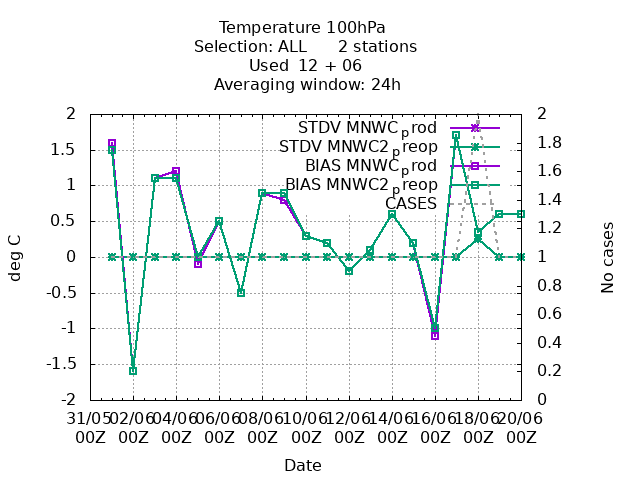 Temperature 100hPa
Selection: ALL 2 stations
Used 12 + 06
Averaging window: 24h
STDV MNWC_prod
STDV MNWC2_preop
BIAS MNWC_prod
BIAS MNWC2_preop
CASES
2
1.5
1
0.5
0
-0.5
-1
-1.5
-2
deg C
2
1.8
1.6
1.4
1.2
1
0.8
0.6
0.4
0.2
0
No cases
31/05 02/06 04/06 06/06 08/06 10/06 12/06 14/06 16/06 18/06 20/06
00Z 00Z 00Z 00Z 00Z 00Z 00Z 00Z 00Z 00Z 00Z
Date